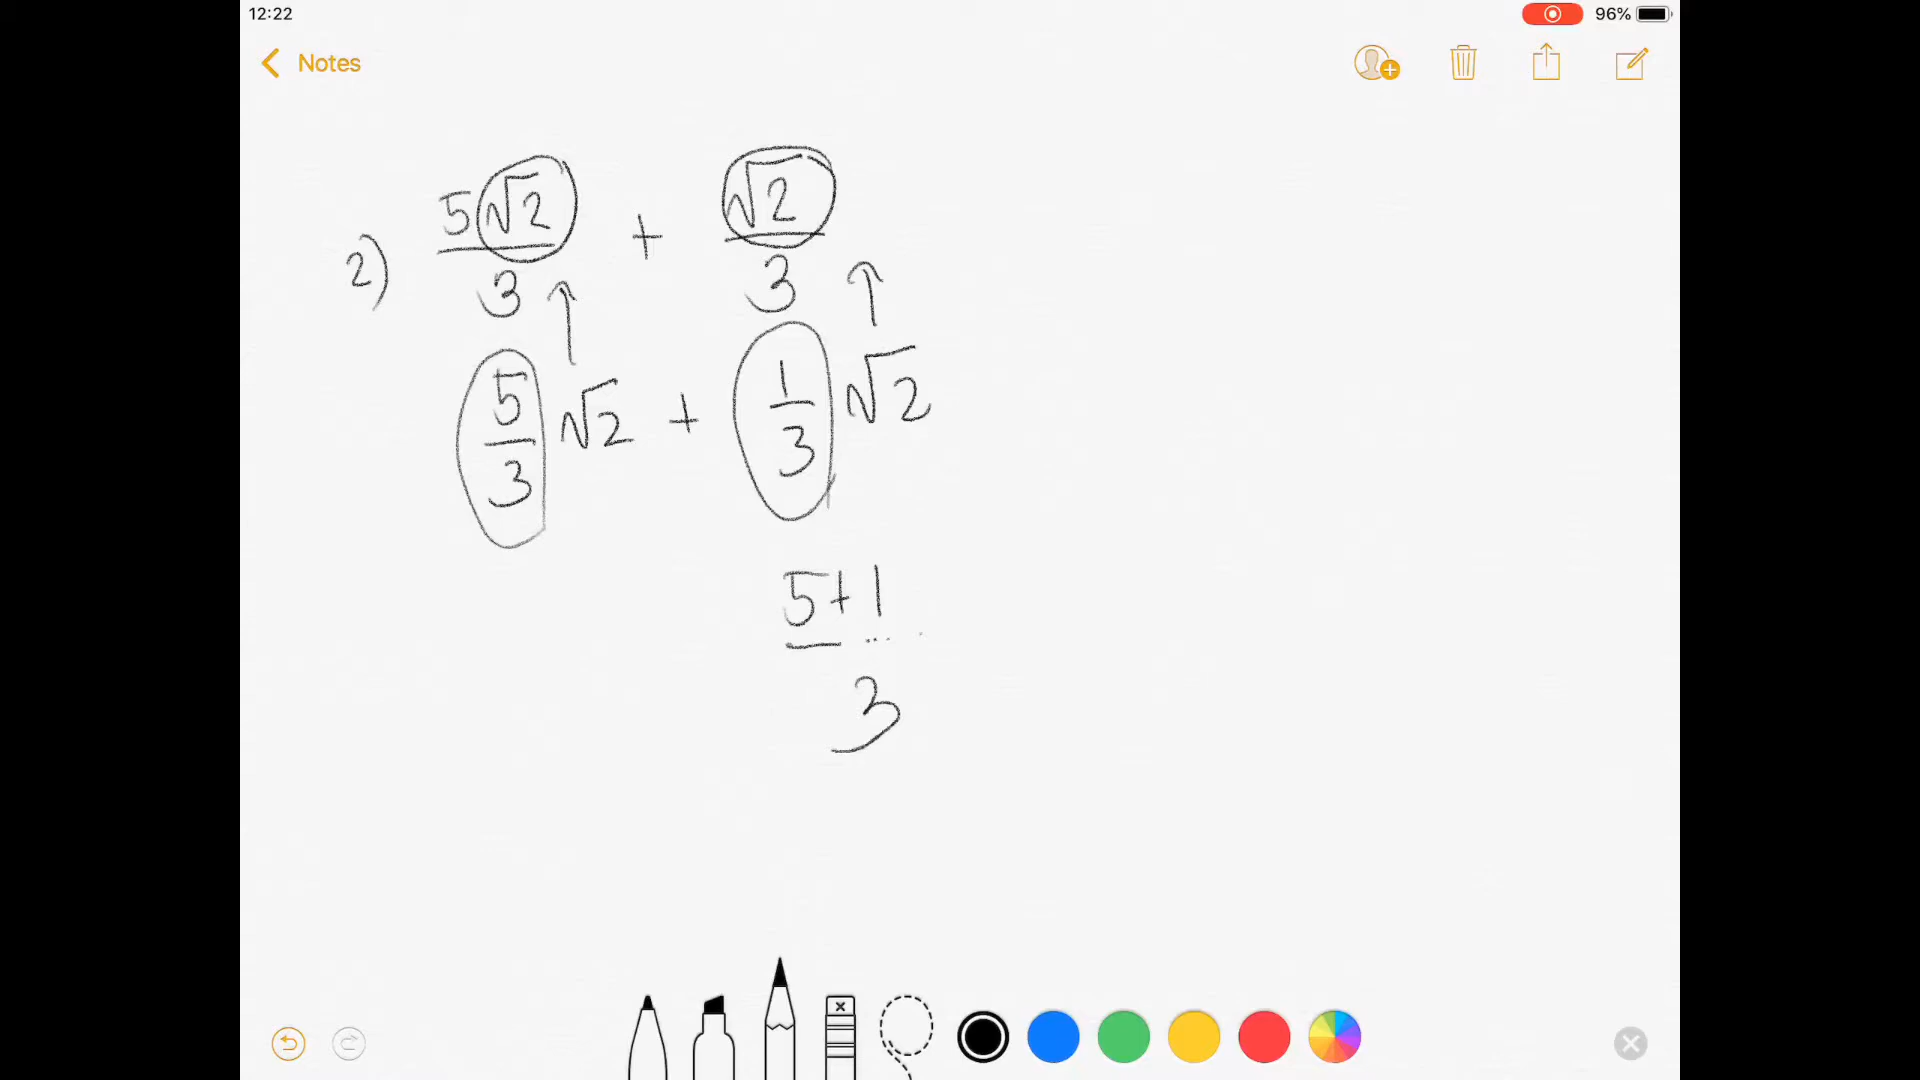 12:22
96%
Notes
2) 5√2/3 + √2/3
5/3 √2 + 1/3 √2
5+1
3